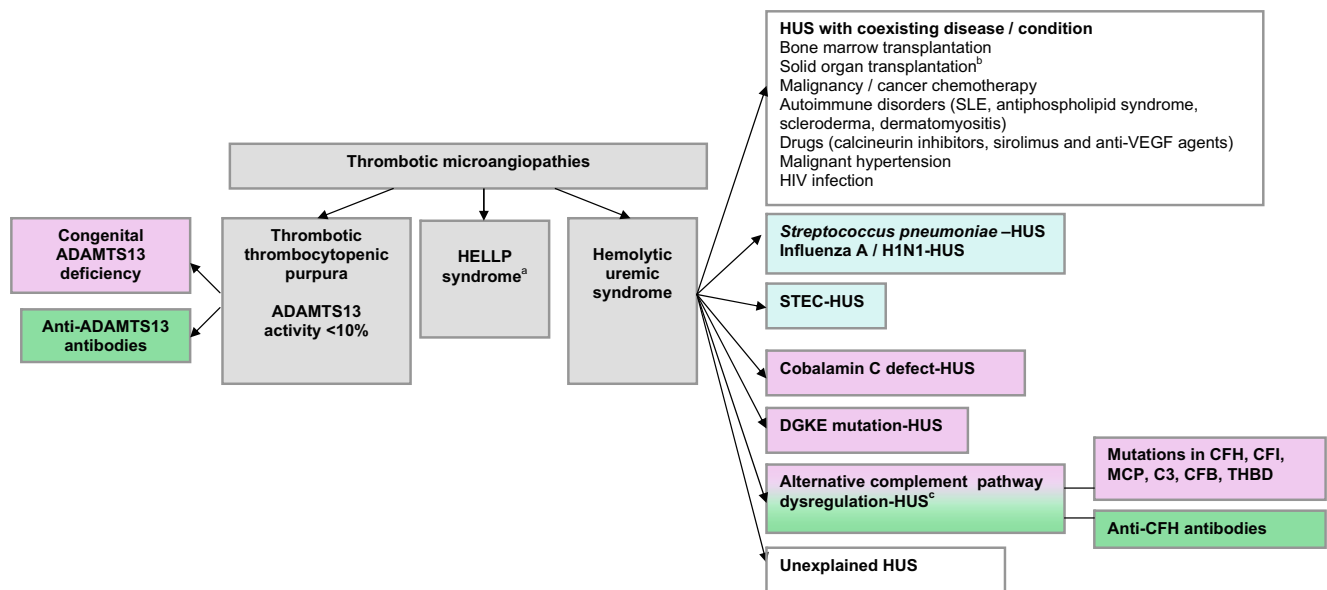 HUS with coexisting disease / condition
Bone marrow transplantation
Solid organ transplantationᵇ
Malignancy / cancer chemotherapy
Autoimmune disorders (SLE, antiphospholipid syndrome,
scleroderma, dermatomyositis)
Drugs (calcineurin inhibitors, sirolimus and anti-VEGF agents)
Malignant hypertension
HIV infection
Thrombotic microangiopathies
Congenital
ADAMTS13
deficiency
Anti-ADAMTS13
antibodies
Thrombotic
thrombocytopenic
purpura
ADAMTS13
activity <10%
HELLP
syndromeᵃ
Hemolytic
uremic
syndrome
Streptococcus pneumoniae –HUS
Influenza A / H1N1-HUS
STEC-HUS
Cobalamin C defect-HUS
DGKE mutation-HUS
Alternative complement pathway
dysregulation-HUSᶜ
Mutations in CFH, CFI,
MCP, C3, CFB, THBD
Anti-CFH antibodies
Unexplained HUS